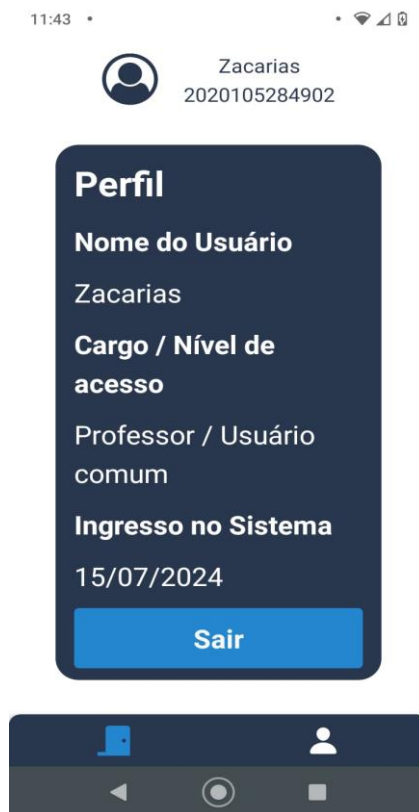 11:43
Zacarias
2020105284902
Perfil
Nome do Usuário
Zacarias
Cargo / Nível de
acesso
Professor / Usuário
comum
Ingresso no Sistema
15/07/2024
Sair